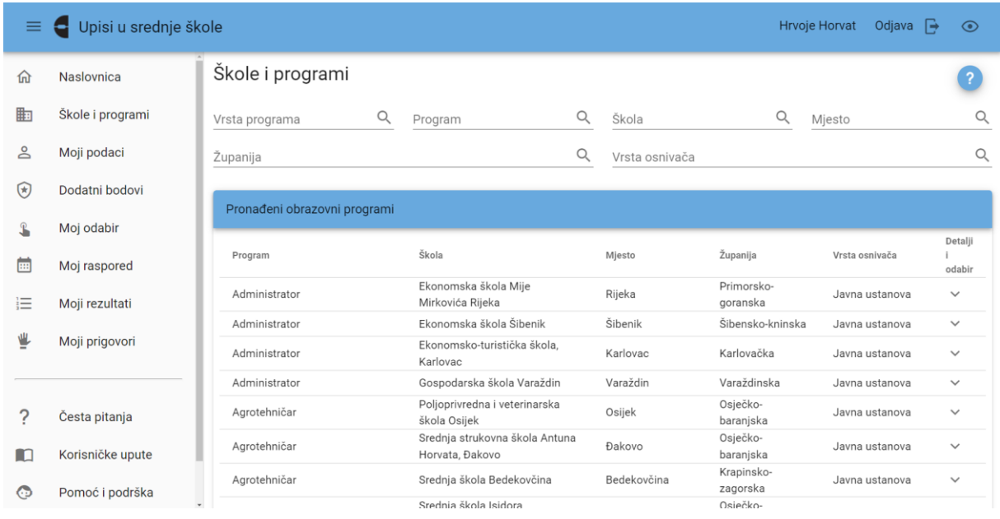 Upisi u srednje škole
Hrvoje Horvat
Odjava
Naslovnica
Škole i programi
Moji podaci
Dodatni bodovi
Moj odabir
Moj raspored
Moji rezultati
Moji prigovori
? Česta pitanja
Korisničke upute
Pomoć i podrška
Škole i programi
?
Vrsta programa
Program
Škola
Mjesto
Županija
Vrsta osnivača
Pronađeni obrazovni programi
Program Škola Mjesto Županija Vrsta osnivača Detalji
i
odabir
Administrator Ekonomska škola Mije Rijeka Primorsko- Javna ustanova
Mirkovića Rijeka goranska
Administrator Ekonomska škola Šibenik Šibenik Šibensko-kninska Javna ustanova
Administrator Ekonomsko-turistička škola, Karlovac Karlovačka Javna ustanova
Karlovac
Administrator Gospodarska škola Varaždin Varaždin Varaždinska Javna ustanova
Agrotehničar Poljoprivredna i veterinarska Osijek Osječko- Javna ustanova
škola Osijek baranjska
Agrotehničar Srednja strukovna škola Antuna Đakovo Osječko- Javna ustanova
Horvata, Đakovo baranjska
Agrotehničar Srednja škola Bedekovčina Bedekovčina Krapinsko- Javna ustanova
zagorska
Srednja škola Isidora Osječko-